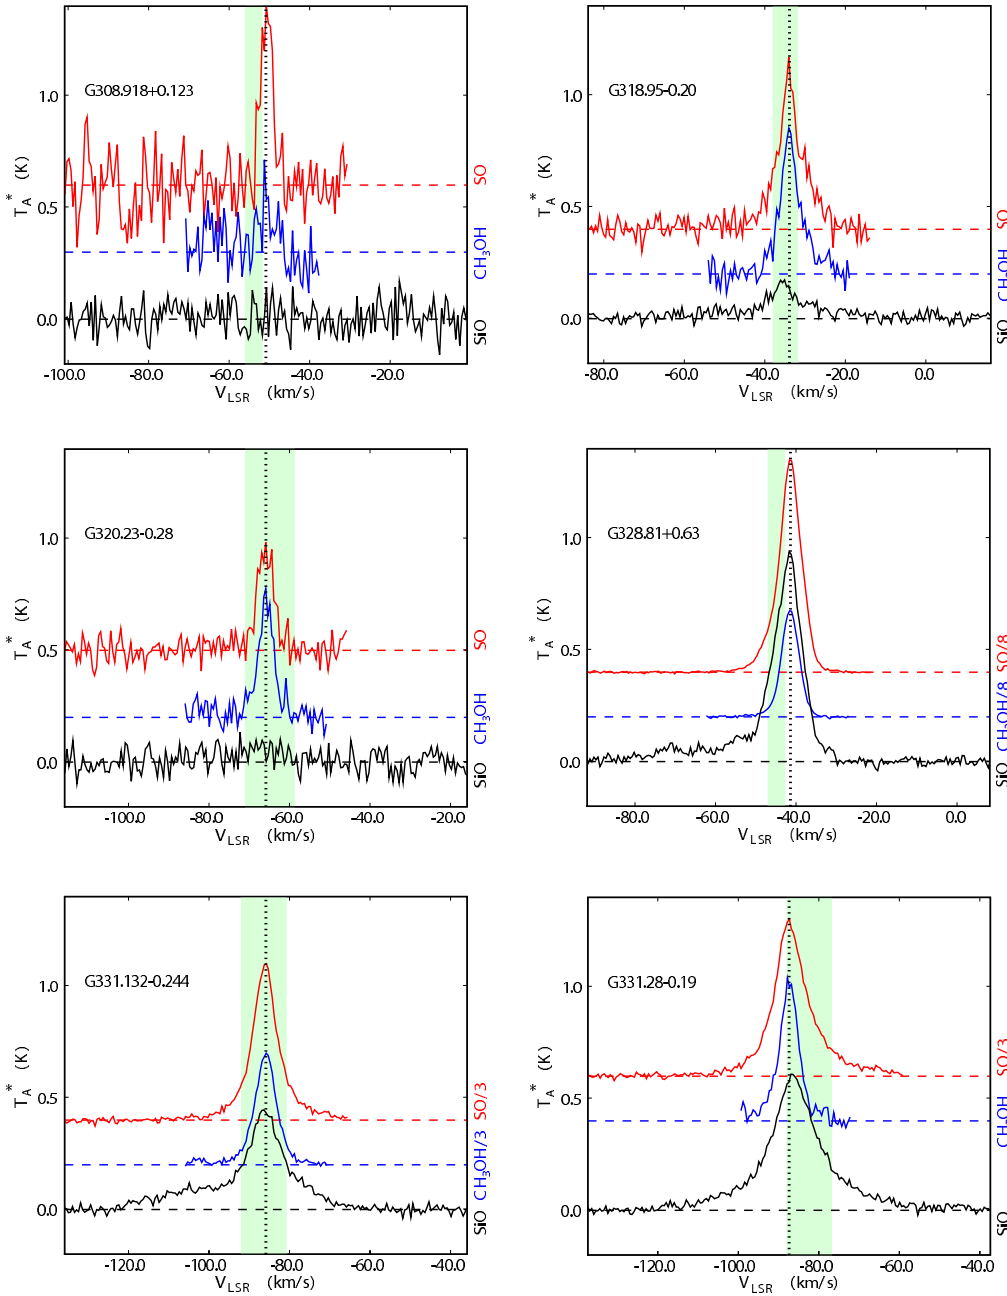 G308.918+0.123
1.0
0.5
0.0
T_A^* (K)
SO
CH₃OH
SiO
-100.0 -80.0 -60.0 -40.0 -20.0
V_LSR (km/s)
G318.95-0.20
1.0
0.5
0.0
T_A^* (K)
SO
CH₃OH
SiO
-80.0 -60.0 -40.0 -20.0 0.0
V_LSR (km/s)
G320.23-0.28
1.0
0.5
0.0
T_A^* (K)
SO
CH₃OH
SiO
-100.0 -80.0 -60.0 -40.0 -20.0
V_LSR (km/s)
G328.81+0.63
1.0
0.5
0.0
T_A^* (K)
SO/8
CH₃OH/8
SiO
-80.0 -60.0 -40.0 -20.0 0.0
V_LSR (km/s)
G331.132-0.244
1.0
0.5
0.0
T_A^* (K)
SO/3
CH₃OH/3
SiO
-120.0 -100.0 -80.0 -60.0 -40.0
V_LSR (km/s)
G331.28-0.19
1.0
0.5
0.0
T_A^* (K)
SO/3
CH₃OH
SiO
-120.0 -100.0 -80.0 -60.0 -40.0
V_LSR (km/s)